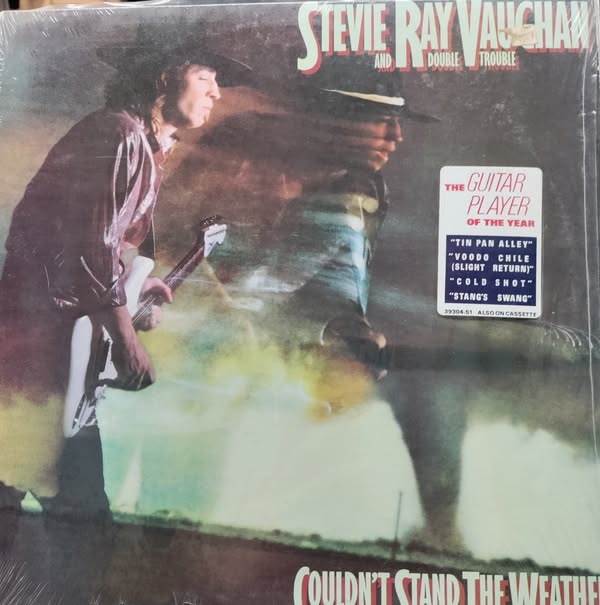 STEVIE RAY VAUGHAN
AND DOUBLE TROUBLE
THE GUITAR
PLAYER
OF THE YEAR
"TIN PAN ALLEY"
"VOODO CHILE
(SLIGHT RETURN)"
"COLD SHOT"
"STANG'S SWANG"
39304-S1 ALSO ON CASSETTE
COULDN'T STAND THE WEATHE